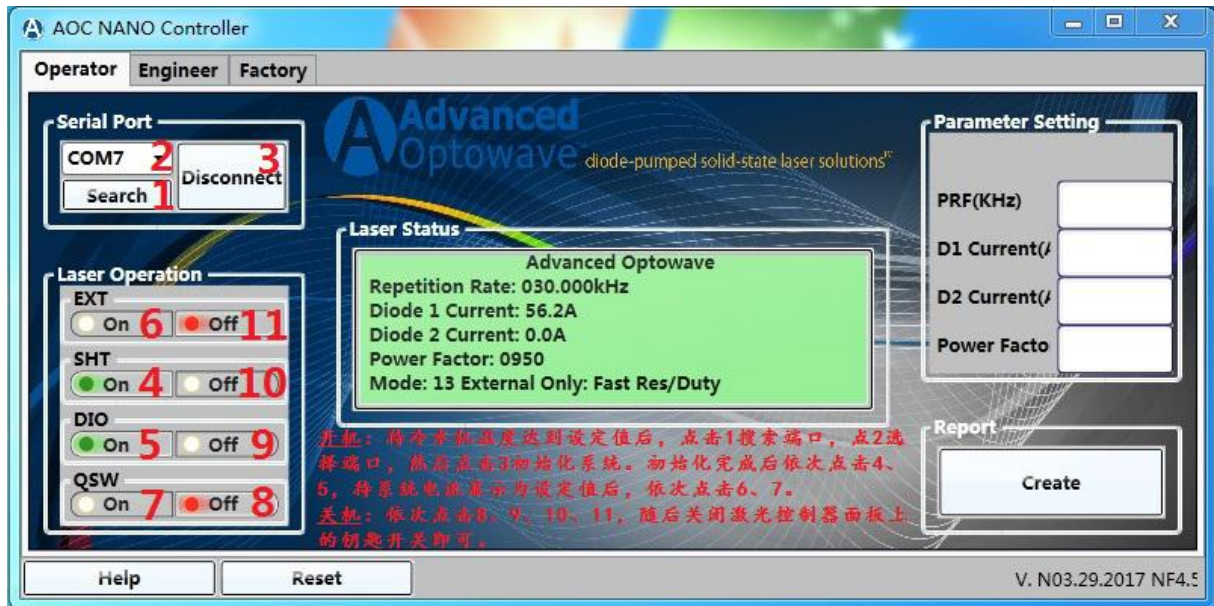 AOC NANO Controller
Operator Engineer Factory
Serial Port
COM7 2
Search 1
Disconnect 3
Advanced
Optowave diode-pumped solid-state laser solutions
Parameter Setting
PRF(KHz)
D1 Current(
D2 Current(
Power Facto
Laser Status
Advanced Optowave
Repetition Rate: 030.000kHz
Diode 1 Current: 56.2A
Diode 2 Current: 0.0A
Power Factor: 0950
Mode: 13 External Only: Fast Res/Duty
Laser Operation
EXT
On 6 Off 11
SHT
On 4 Off 10
DIO
On 5 Off 9
QSW
On 7 Off 8
开机：待冷水机温度达到设定值后，点击1搜索端口，点2选
择端口，然后点击3初始化系统。初始化完成后依次点击4、
5，待系统电流显示为设定值后，依次点击6、7。
关机：依次点击8、9、10、11，随后关闭激光控制器面板上
的钥匙开关即可。
Report
Create
Help Reset
V. N03.29.2017 NF4.5